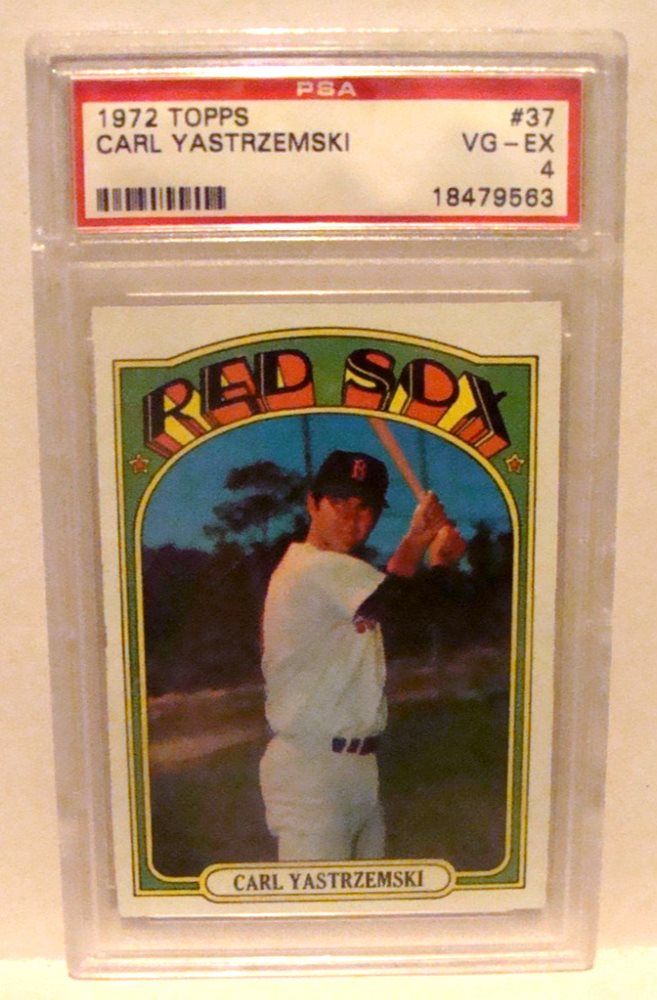 PSA
1972 TOPPS #37
CARL YASTRZEMSKI VG-EX
4
18479563
RED SOX
B
CARL YASTRZEMSKI